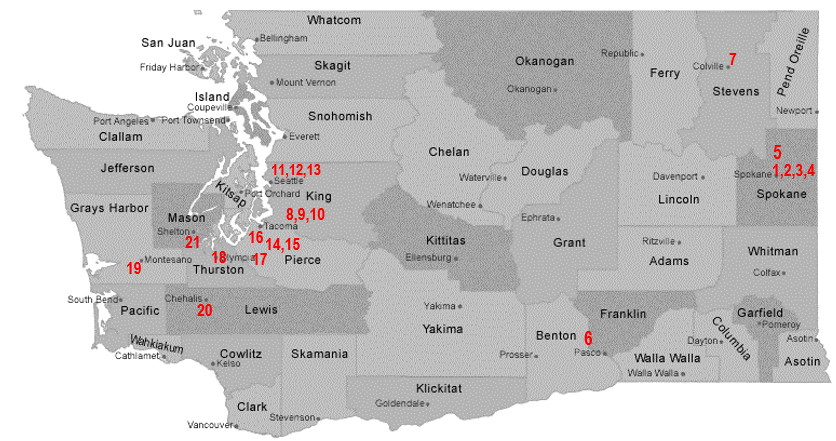 Whatcom
Bellingham
San Juan
Friday Harbor
Skagit
Mount Vernon
Island
Coupeville
Snohomish
Everett
Port Angeles
Port Townsend
Clallam
Jefferson
Kitsap
Port Orchard
11,12,13
Seattle
King
8,9,10
Grays Harbor
Mason
Shelton
21
Tacoma
16
14,15
17
Pierce
18
Olympia
Thurston
19
Montesano
South Bend
Pacific
Chehalis
20
Lewis
Wahkiakum
Cathlamet
Cowlitz
Kelso
Skamania
Clark
Vancouver
Stevenson
Okanogan
Okanogan
Chelan
Waterville
Wenatchee
Douglas
Ephrata
Grant
Kittitas
Ellensburg
Yakima
Yakima
Klickitat
Goldendale
Benton
6
Prosser
Pasco
Franklin
Republic
Ferry
7
Colville
Stevens
Pend Oreille
Newport
5
1,2,3,4
Spokane
Spokane
Davenport
Lincoln
Ritzville
Adams
Whitman
Colfax
Walla Walla
Walla Walla
Columbia
Dayton
Garfield
Pomeroy
Asotin
Asotin